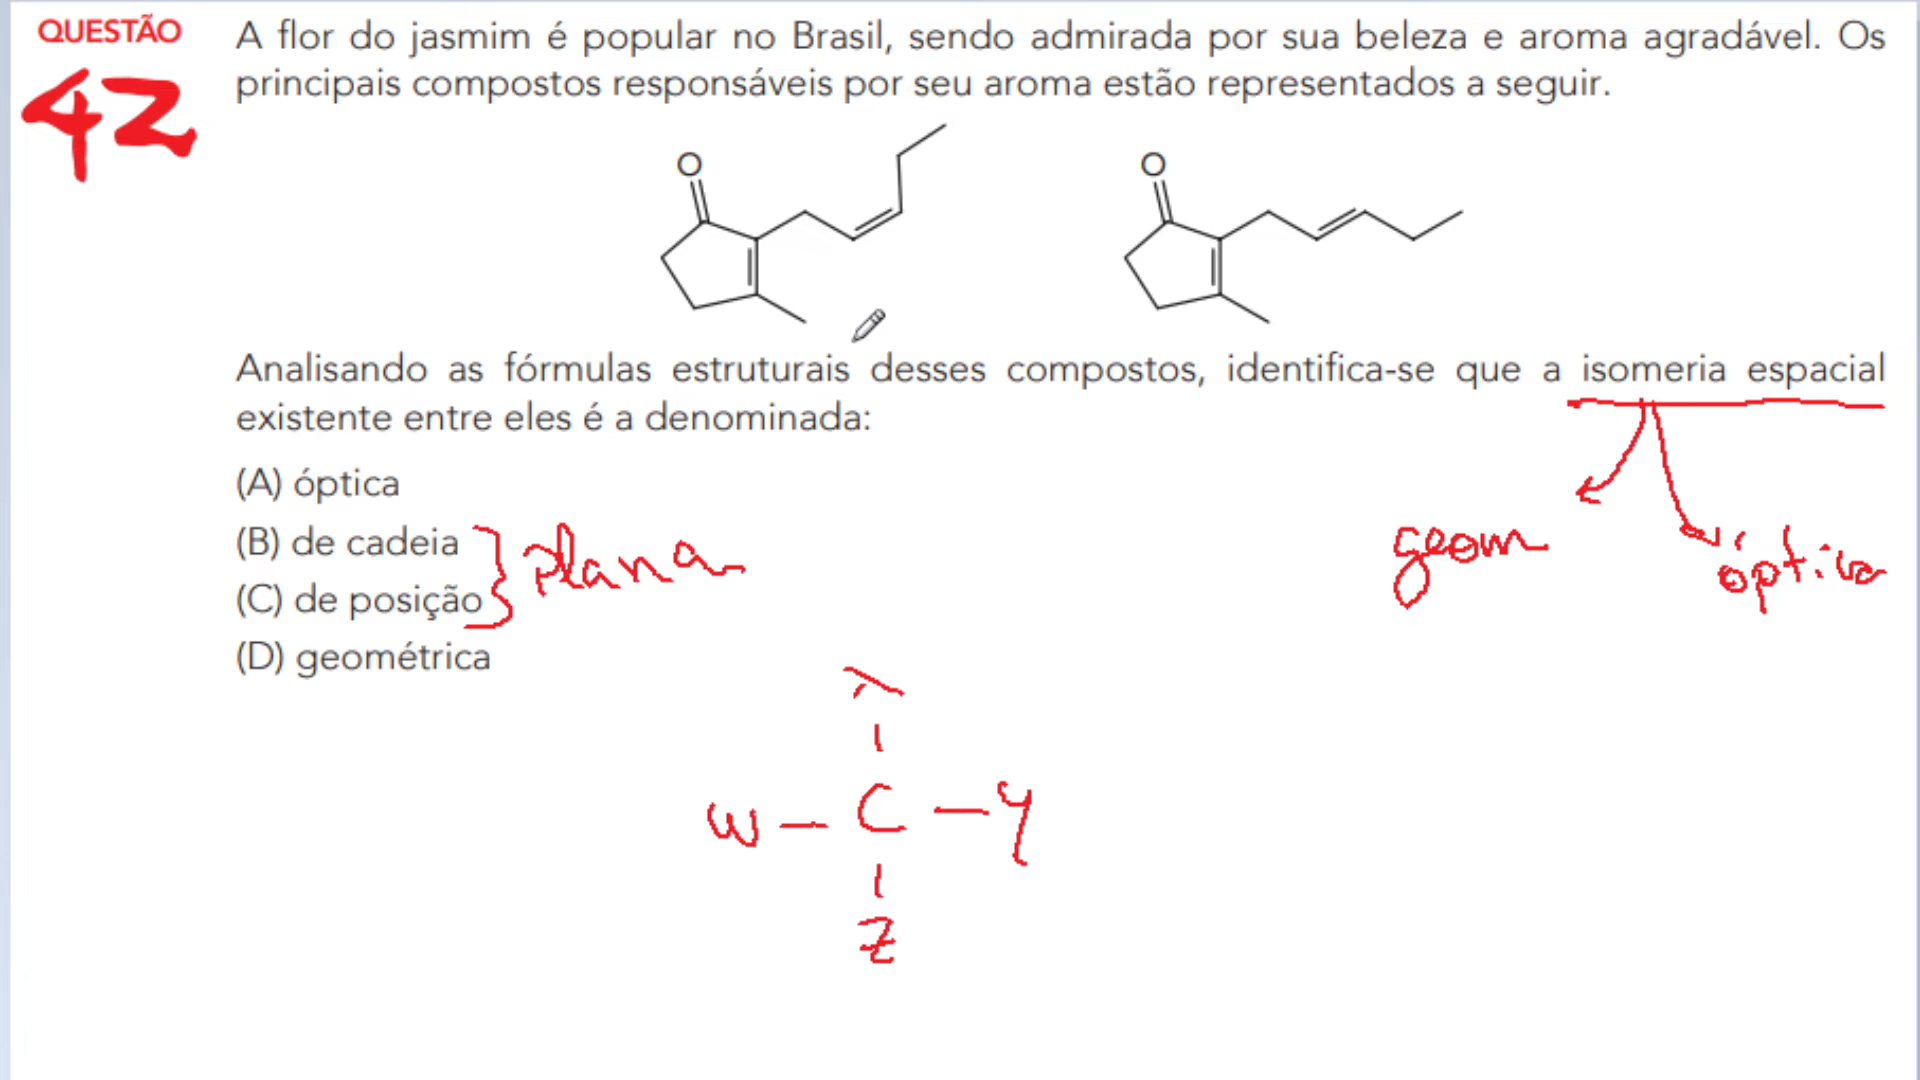 QUESTÃO
42
A flor do jasmim é popular no Brasil, sendo admirada por sua beleza e aroma agradável. Os
principais compostos responsáveis por seu aroma estão representados a seguir.
O
O
Analisando as fórmulas estruturais desses compostos, identifica-se que a isomeria espacial
existente entre eles é a denominada:
(A) óptica
(B) de cadeia
(C) de posição
plana
geom
óptica
(D) geométrica
W – C – Y
Z